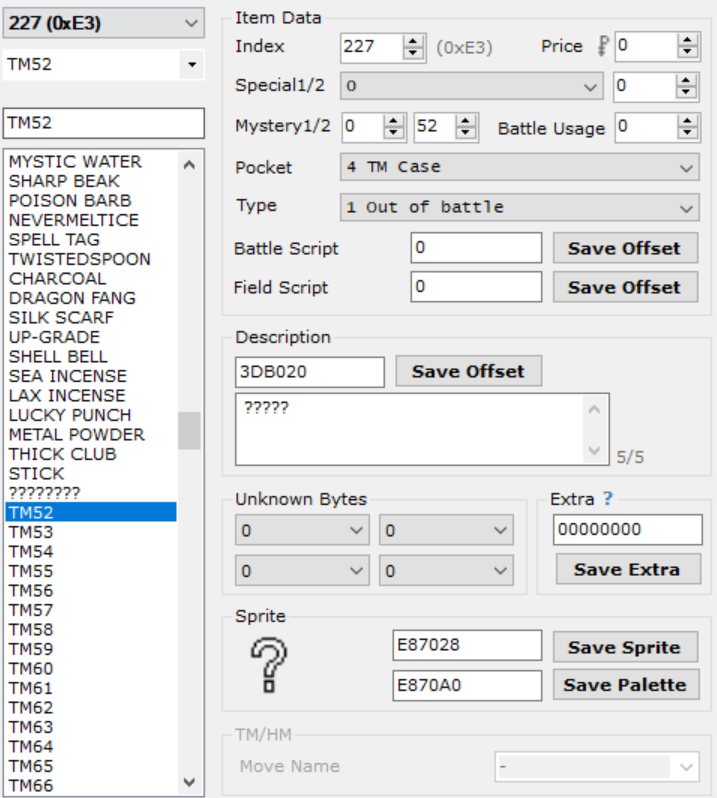 227 (0xE3)
TM52
TM52
MYSTIC WATER
SHARP BEAK
POISON BARB
NEVERMELTICE
SPELL TAG
TWISTEDSPOON
CHARCOAL
DRAGON FANG
SILK SCARF
UP-GRADE
SHELL BELL
SEA INCENSE
LAX INCENSE
LUCKY PUNCH
METAL POWDER
THICK CLUB
STICK
????????
TM52
TM53
TM54
TM55
TM56
TM57
TM58
TM59
TM60
TM61
TM62
TM63
TM64
TM65
TM66
Item Data
Index 227 (0xE3) Price 0
Special1/2 0 0
Mystery1/2 0 52 Battle Usage 0
Pocket 4 TM Case
Type 1 Out of battle
Battle Script 0 Save Offset
Field Script 0 Save Offset
Description
3DB020 Save Offset
?????
5/5
Unknown Bytes
0 0
0 0
Extra ?
00000000
Save Extra
Sprite
E87028 Save Sprite
E870A0 Save Palette
TM/HM
Move Name -